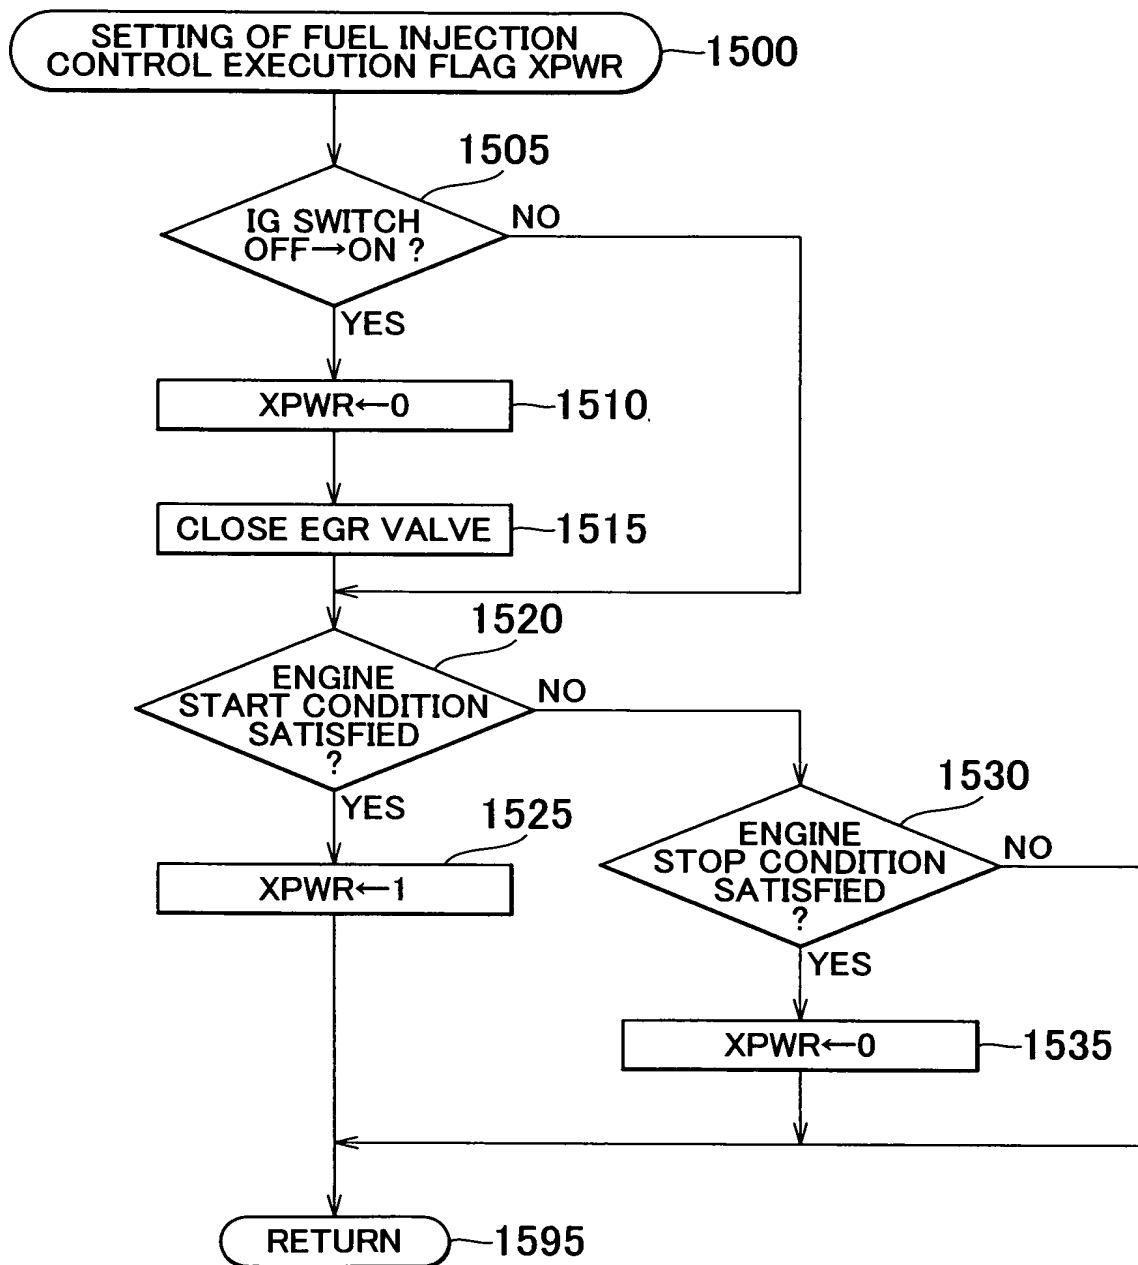 SETTING OF FUEL INJECTION
CONTROL EXECUTION FLAG XPWR
1500
1505
IG SWITCH
OFF→ON ?
NO
YES
XPWR←0
1510
CLOSE EGR VALVE
1515
1520
ENGINE
START CONDITION
SATISFIED
?
NO
YES
1525
XPWR←1
1530
ENGINE
STOP CONDITION
SATISFIED
?
NO
YES
XPWR←0
1535
RETURN
1595